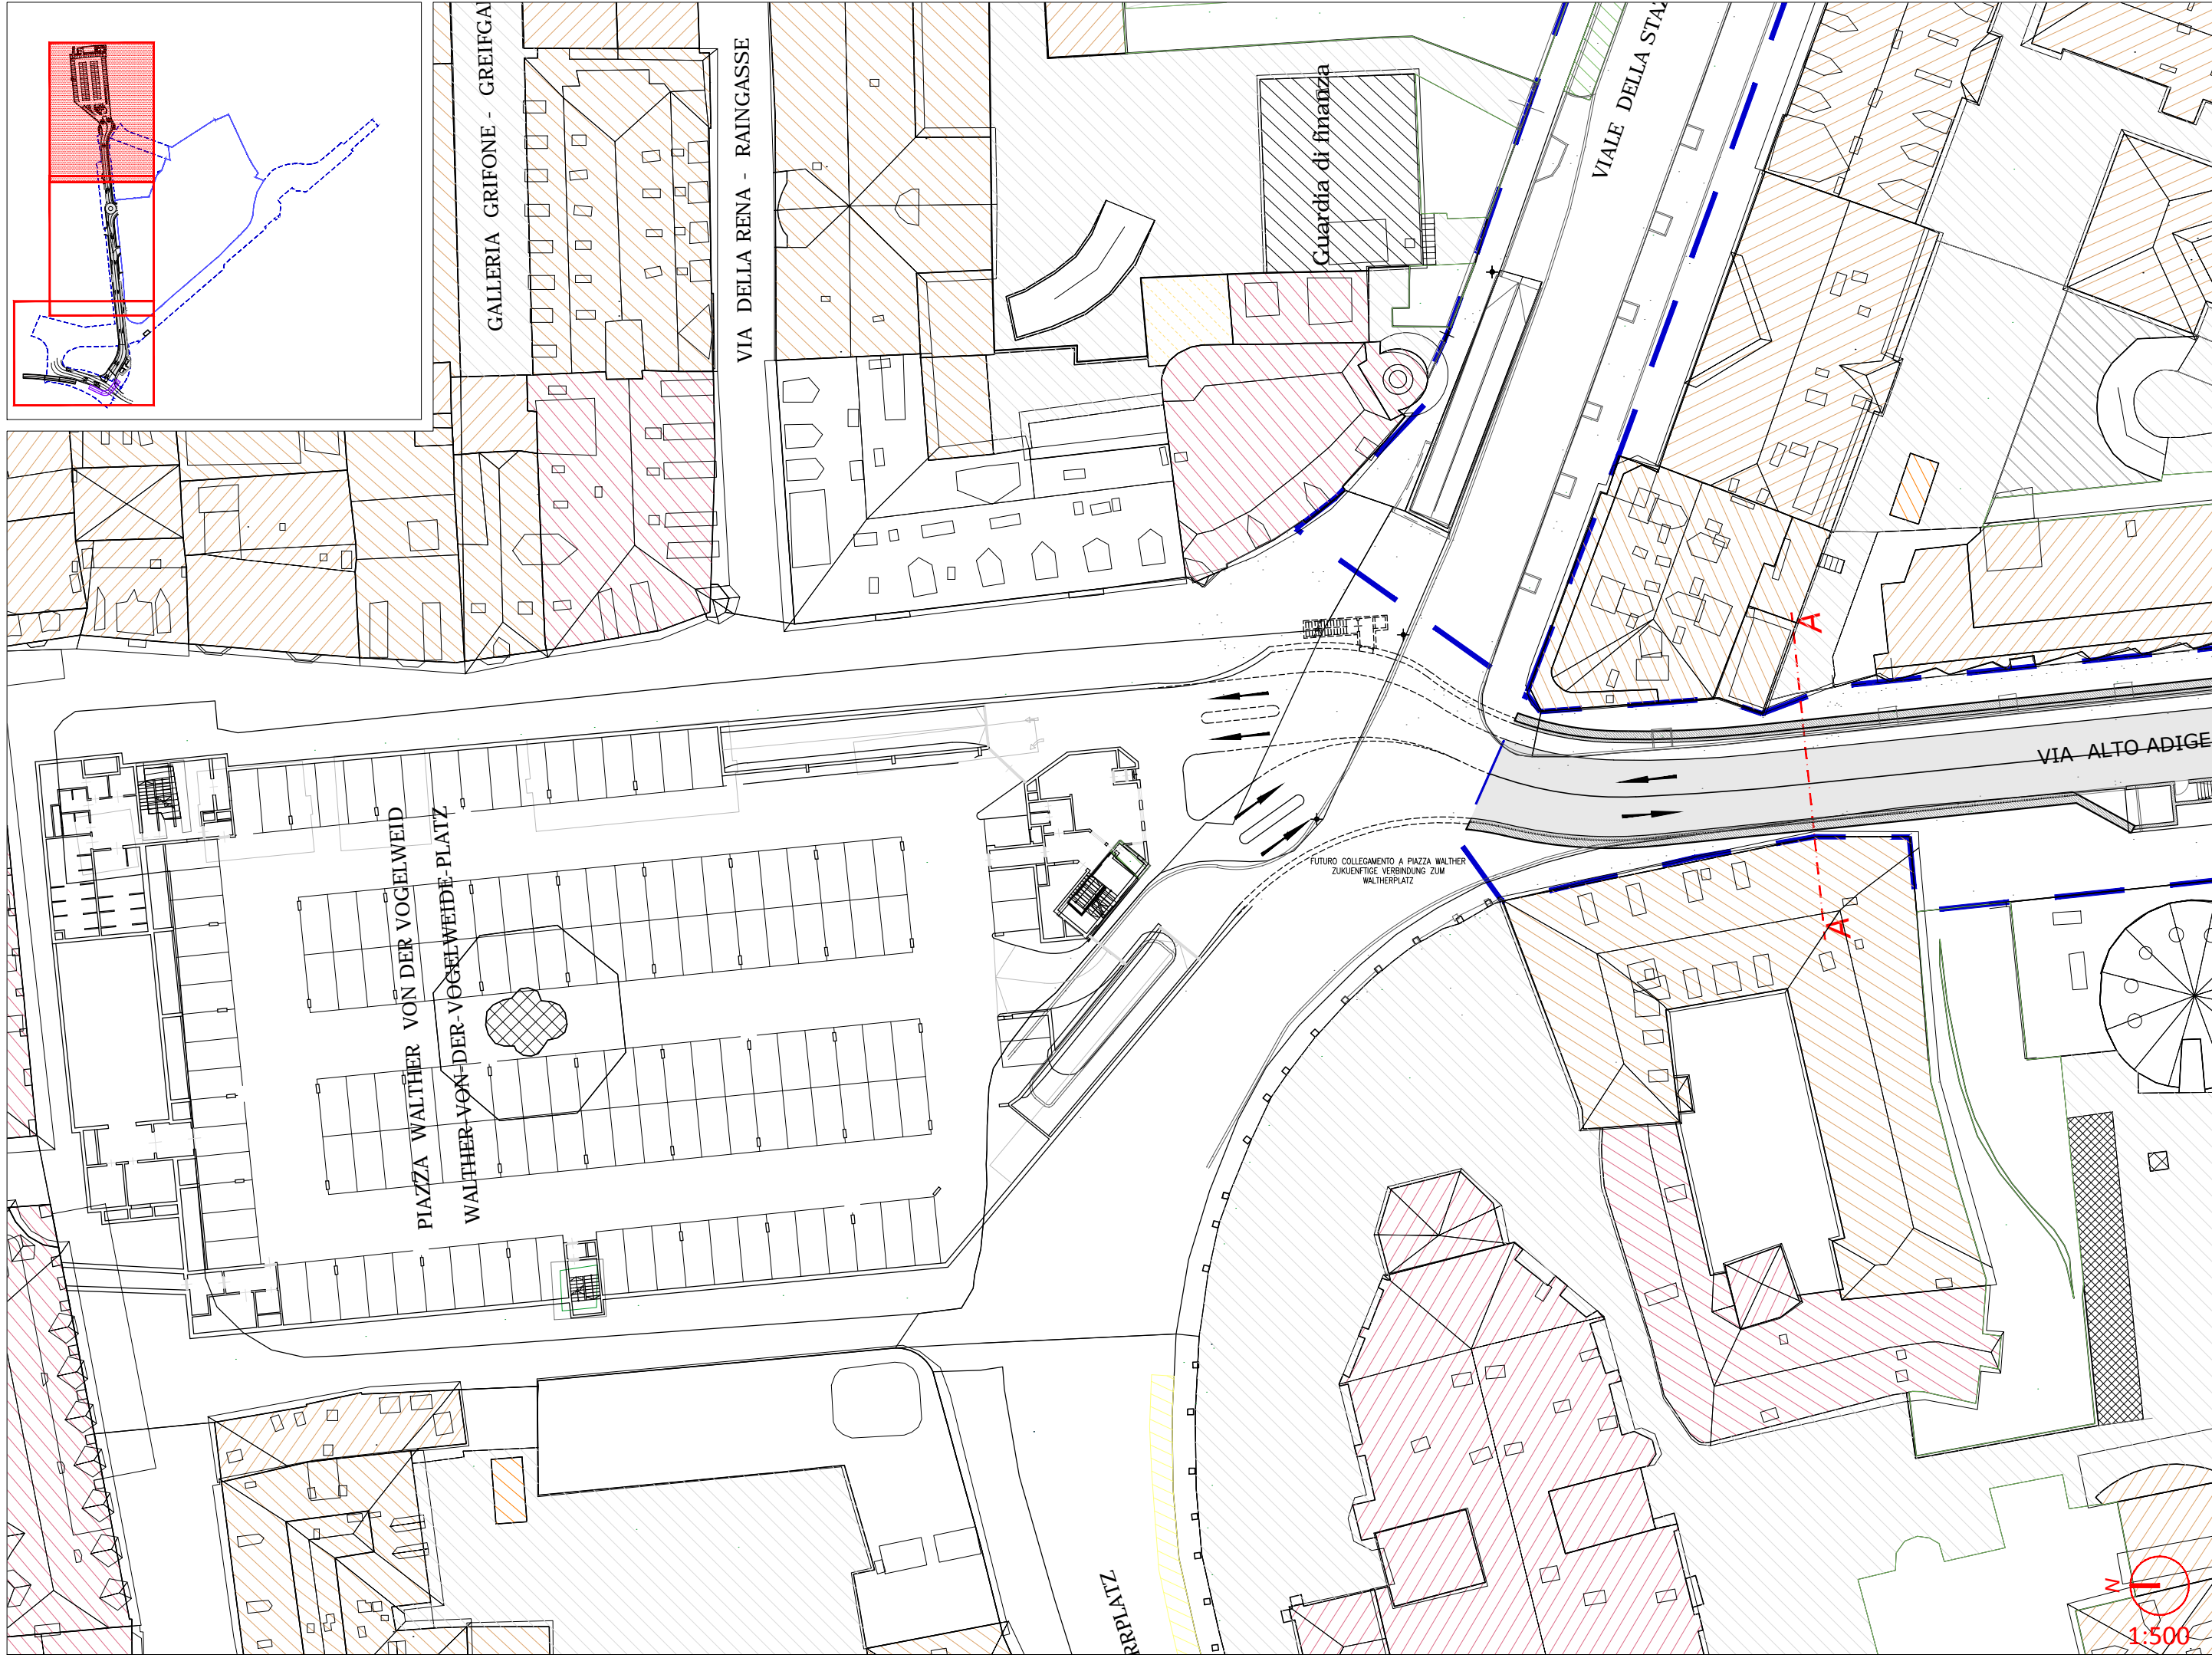 GALLERIA GRIFONE - GREIFGA
VIA DELLA RENA - RAINGASSE
Guardia di finanza
VIALE DELLA STAZ
A
VIA ALTO ADIGE
FUTURO COLLEGAMENTO A PIAZZA WALTHER
ZUKUENFTIGE VERBINDUNG ZUM
WALTHERPLATZ
A
PIAZZA WALTHER VON DER VOGELWEID
WALTHER-VON-DER-VOGELWEIDE-PLATZ
RRPLATZ
N
1:500